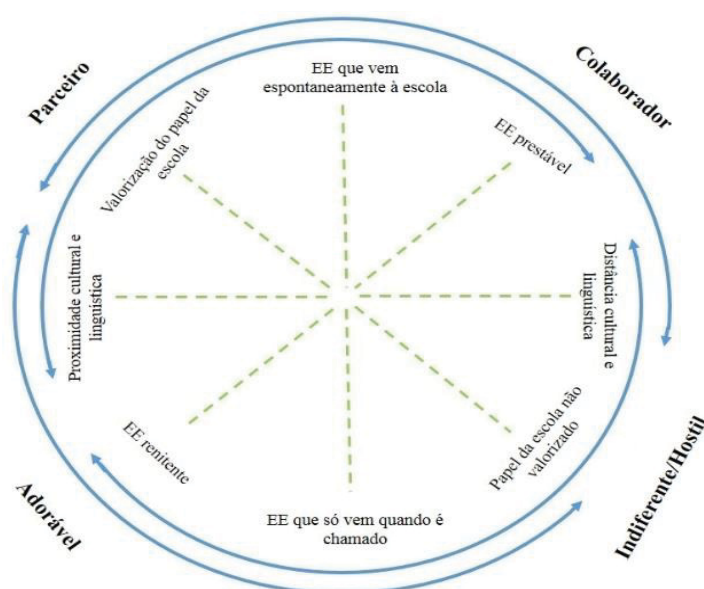 Parceiro
Colaborador
EE que vem
espontaneamente à escola
Valorização do papel da
escola
EE prestável
Proximidade cultural e
linguística
Distância cultural e
linguística
EE renitente
Papel da escola não
valorizado
EE que só vem quando é
chamado
Adorável
Indiferente/Hostil